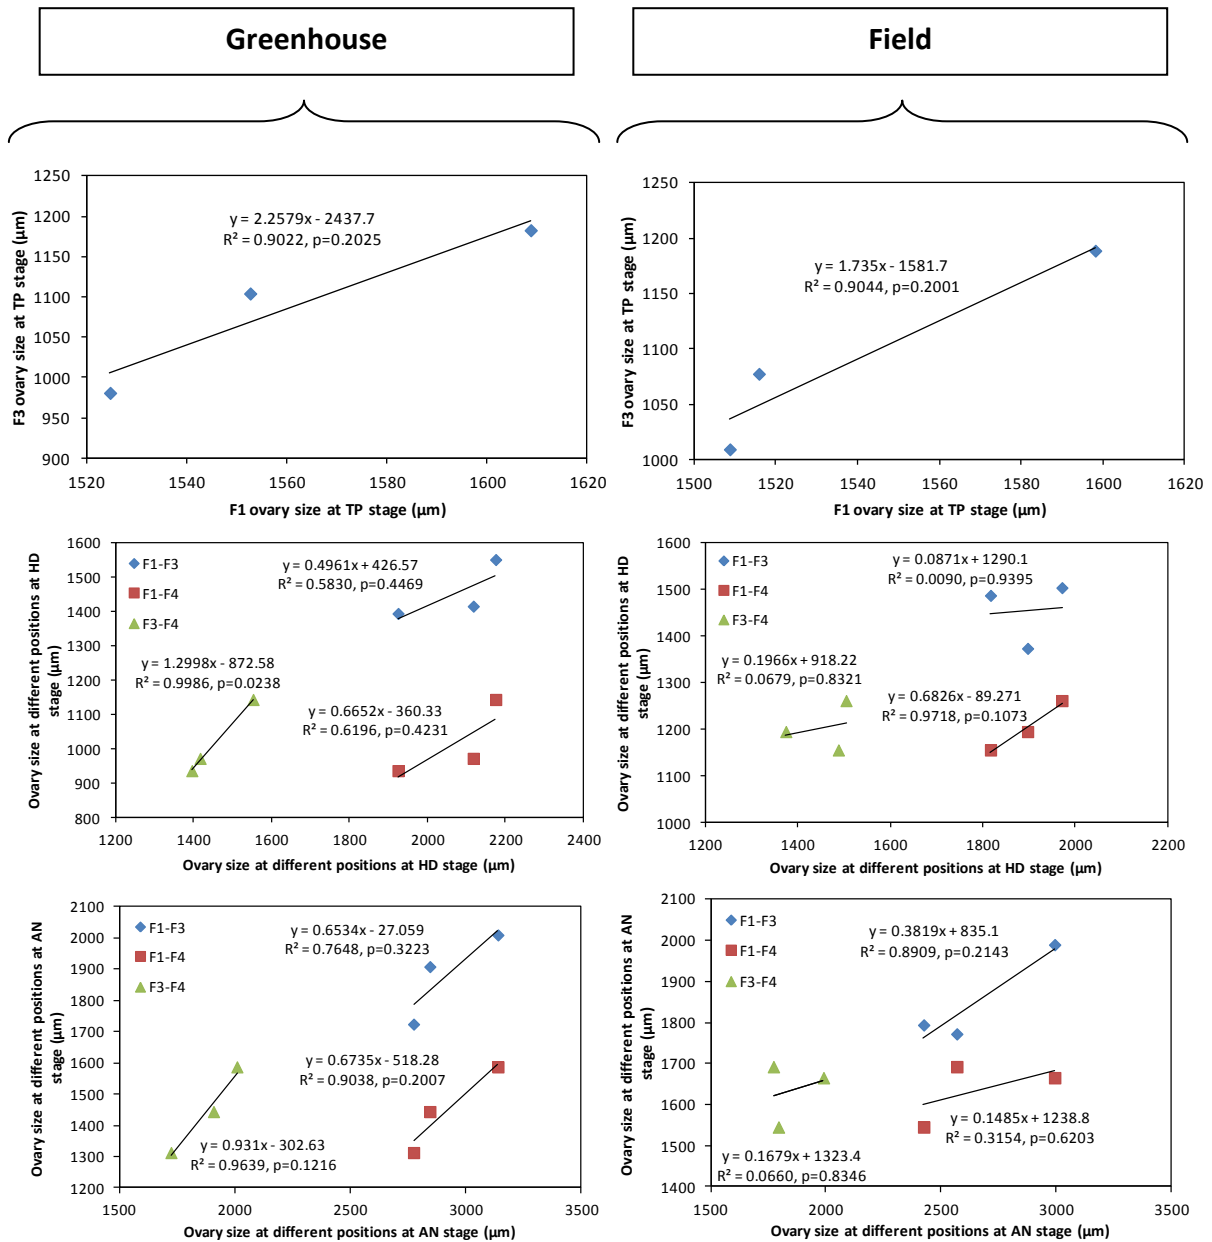 Greenhouse
Field
1250
1200
1150
1100
1050
1000
950
900
F3 ovary size at TP stage (µm)
y = 2.2579x - 2437.7
R² = 0.9022, p=0.2025
1520 1540 1560 1580 1600 1620
F1 ovary size at TP stage (µm)
1250
1200
1150
1100
1050
1000
F3 ovary size at TP stage (µm)
y = 1.735x - 1581.7
R² = 0.9044, p=0.2001
1500 1520 1540 1560 1580 1600 1620
F1 ovary size at TP stage (µm)
1600
1500
1400
1300
1200
1100
1000
900
800
Ovary size at different positions at HD
stage (µm)
F1-F3
F1-F4
F3-F4
y = 0.4961x + 426.57
R² = 0.5830, p=0.4469
y = 1.2998x - 872.58
R² = 0.9986, p=0.0238
y = 0.6652x - 360.33
R² = 0.6196, p=0.4231
1200 1400 1600 1800 2000 2200 2400
Ovary size at different positions at HD stage (µm)
1600
1500
1400
1300
1200
1100
1000
Ovary size at different positions at HD
stage (µm)
F1-F3
F1-F4
F3-F4
y = 0.0871x + 1290.1
R² = 0.0090, p=0.9395
y = 0.1966x + 918.22
R² = 0.0679, p=0.8321
y = 0.6826x - 89.271
R² = 0.9718, p=0.1073
1200 1400 1600 1800 2000 2200
Ovary size at different positions at HD stage (µm)
2100
2000
1900
1800
1700
1600
1500
1400
1300
1200
Ovary size at different positions at AN
stage (µm)
F1-F3
F1-F4
F3-F4
y = 0.6534x - 27.059
R² = 0.7648, p=0.3223
y = 0.6735x - 518.28
R² = 0.9038, p=0.2007
y = 0.931x - 302.63
R² = 0.9639, p=0.1216
1500 2000 2500 3000 3500
Ovary size at different positions at AN stage (µm)
2100
2000
1900
1800
1700
1600
1500
1400
Ovary size at different positions at AN
stage (µm)
F1-F3
F1-F4
F3-F4
y = 0.3819x + 835.1
R² = 0.8909, p=0.2143
y = 0.1485x + 1238.8
R² = 0.3154, p=0.6203
y = 0.1679x + 1323.4
R² = 0.0660, p=0.8346
1500 2000 2500 3000 3500
Ovary size at different positions at AN stage (µm)